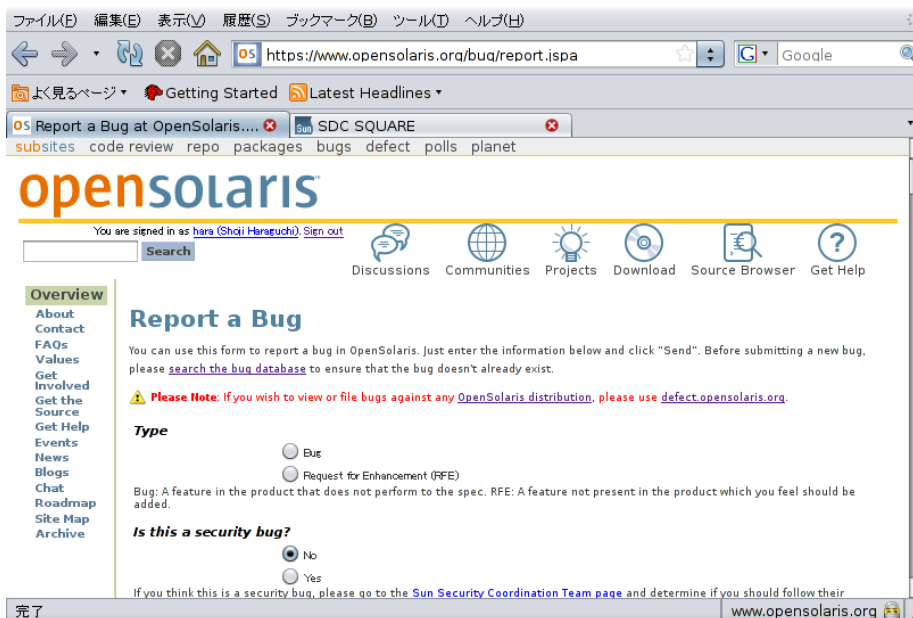 ファイル(F) 編集(E) 表示(V) 履歴(S) ブックマーク(B) ツール(T) ヘルプ(H)
OS https://www.opensolaris.org/bug/report.jspa G Google
よく見るページ Getting Started Latest Headlines
OS Report a Bug at OpenSolaris.... Sun SDC SQUARE
subsites code review repo packages bugs defect polls planet
opensolaris
You are signed in as hara (Shoji Haraguchi). Sign out
Search
Discussions Communities Projects Download Source Browser Get Help
Overview
About
Contact
FAQs
Values
Get
Involved
Get the
Source
Get Help
Events
News
Blogs
Chat
Roadmap
Site Map
Archive
Report a Bug
You can use this form to report a bug in OpenSolaris. Just enter the information below and click "Send". Before submitting a new bug,
please search the bug database to ensure that the bug doesn't already exist.
Please Note: If you wish to view or file bugs against any OpenSolaris distribution, please use defect.opensolaris.org.
Type
Bug
Request for Enhancement (RFE)
Bug: A feature in the product that does not perform to the spec. RFE: A feature not present in the product which you feel should be
added.
Is this a security bug?
No
Yes
If you think this is a security bug, please go to the Sun Security Coordination Team page and determine if you should follow their
完了 www.opensolaris.org